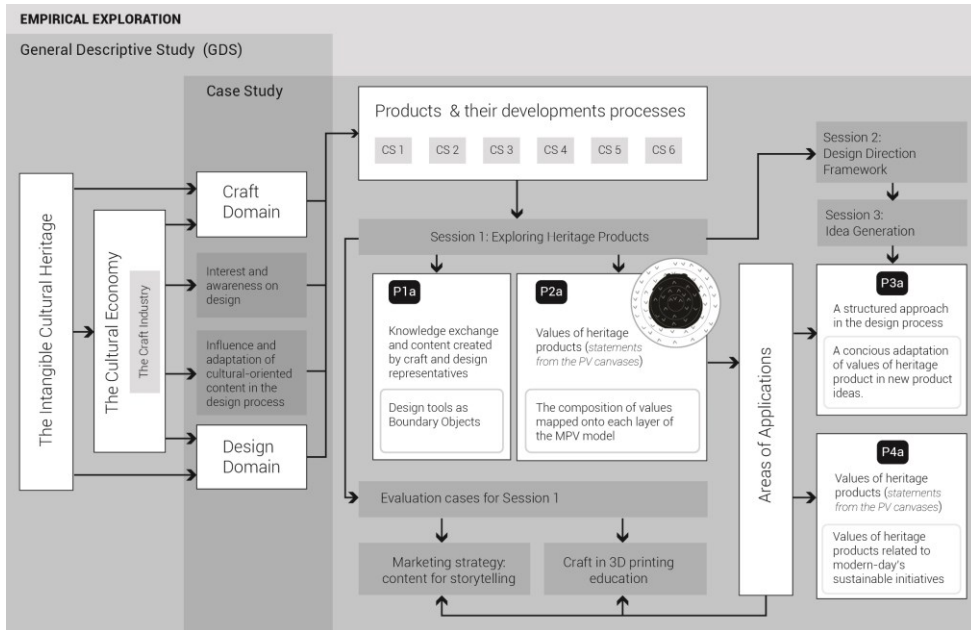 EMPIRICAL EXPLORATION
General Descriptive Study (GDS)
Case Study
The Intangible Cultural Heritage
The Cultural Economy
The Craft Industry
Craft
Domain
Interest and
awareness on
design
Influence and
adaptation of
cultural-oriented
content in the
design process
Design
Domain
Products & their developments processes
CS 1
CS 2
CS 3
CS 4
CS 5
CS 6
Session 1: Exploring Heritage Products
P1a
Knowledge exchange
and content created
by craft and design
representatives
Design tools as
Boundary Objects
P2a
Values of heritage
products (statements
from the PV canvases)
The composition of values
mapped onto each layer of
the MPV model
Evaluation cases for Session 1
Marketing strategy:
content for storytelling
Craft in 3D printing
education
Areas of Applications
Session 2:
Design Direction
Framework
Session 3:
Idea Generation
P3a
A structured approach
in the design process
A concious adaptation
of values of heritage
product in new product
ideas.
P4a
Values of heritage
products (statements
from the PV canvases)
Values of heritage
products related to
modern-day's
sustainable initiatives